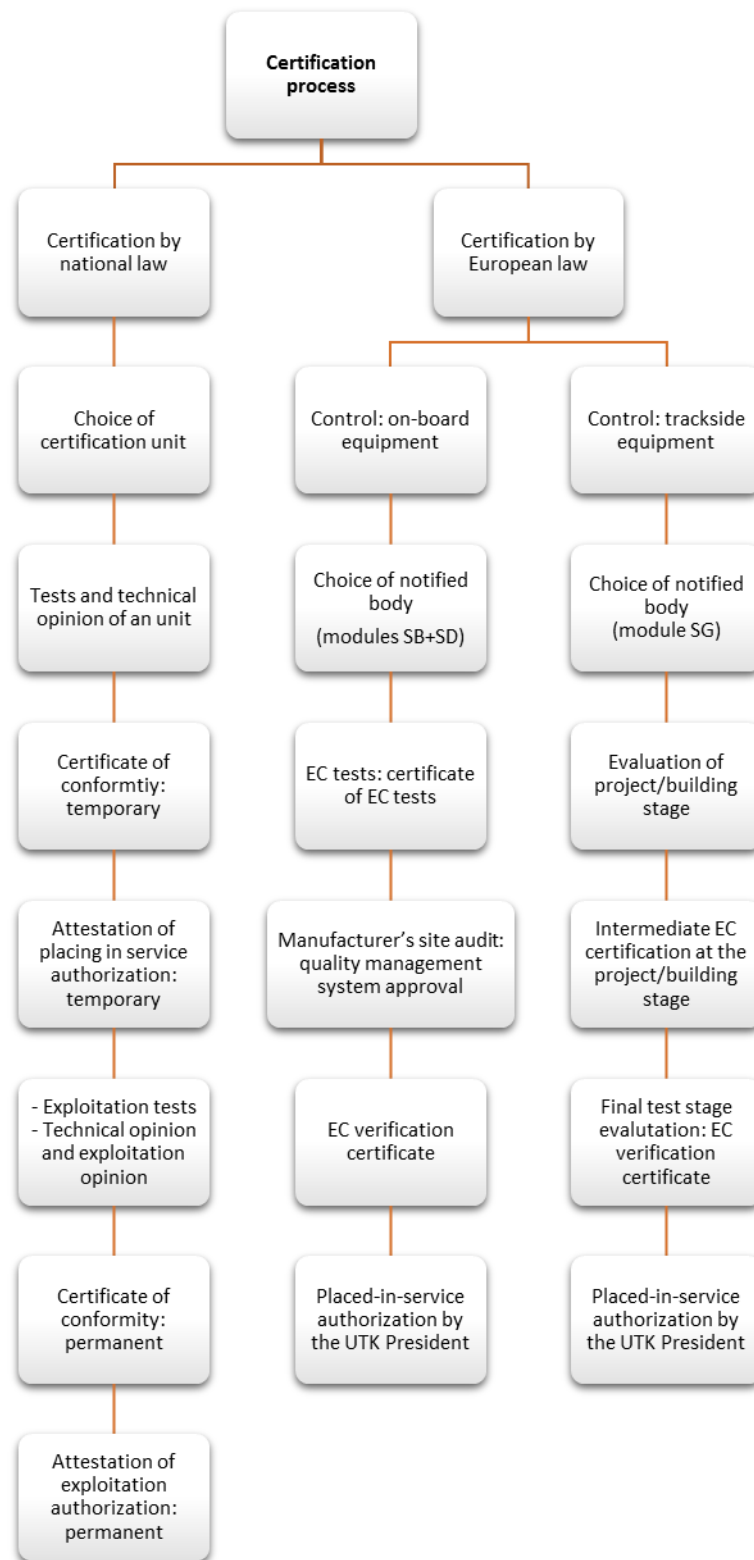 Certification
process
Certification by
national law
Certification by
European law
Choice of
certification unit
Control: on-board
equipment
Control: trackside
equipment
Tests and technical
opinion of an unit
Choice of notified
body
(modules SB+SD)
Choice of notified
body
(module SG)
Certificate of
conformtiy:
temporary
EC tests: certificate
of EC tests
Evaluation of
project/building
stage
Attestation of
placing in service
authorization:
temporary
Manufacturer's site audit:
quality management
system approval
Intermediate EC
certification at the
project/building
stage
- Exploitation tests
- Technical opinion
and exploitation
opinion
EC verification
certificate
Final test stage
evalutation: EC
verification
certificate
Certificate of
conformity:
permanent
Placed-in-service
authorization by
the UTK President
Placed-in-service
authorization by
the UTK President
Attestation of
exploitation
authorization:
permanent